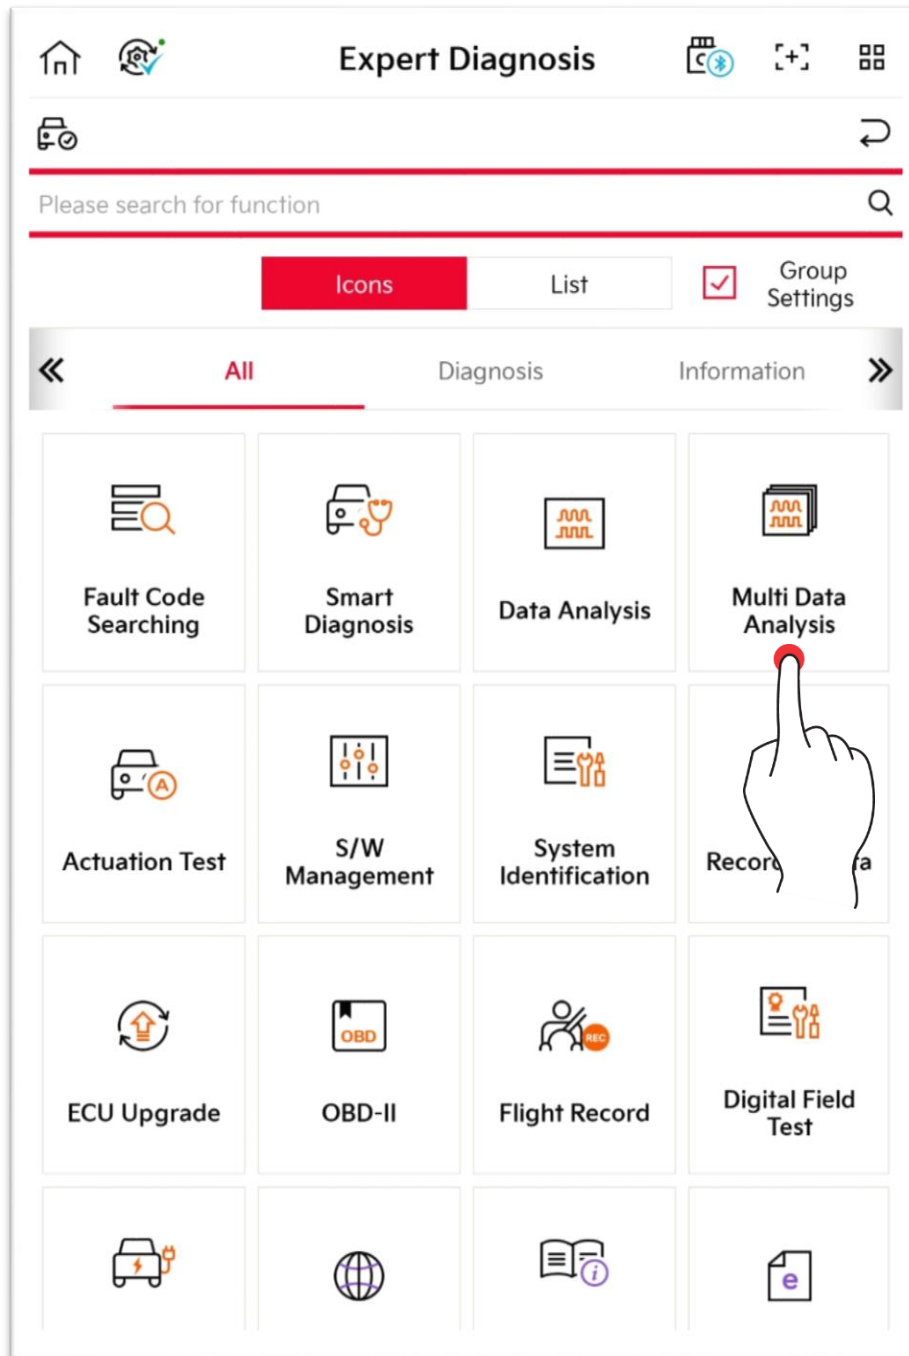 Expert Diagnosis
Please search for function
Icons
List
Group
Settings
All
Diagnosis
Information
Fault Code
Searching
Smart
Diagnosis
Data Analysis
Multi Data
Analysis
A
Actuation Test
S/W
Management
System
Identification
ECU Upgrade
OBD
OBD-II
REC
Flight Record
Digital Field
Test
i
e